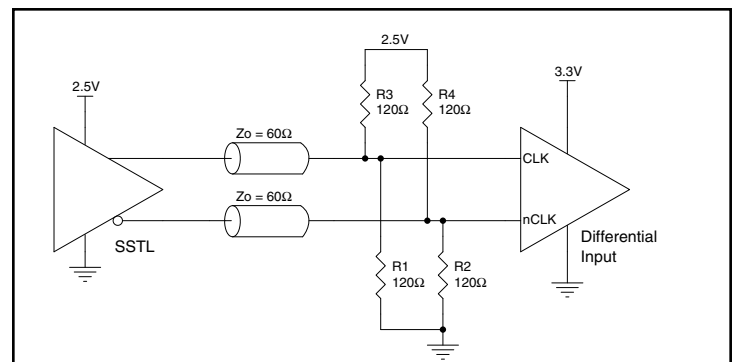 2.5V
3.3V
2.5V
R3
120Ω
R4
120Ω
Zo = 60Ω
CLK
Zo = 60Ω
nCLK
SSTL
Differential
Input
R1
120Ω
R2
120Ω